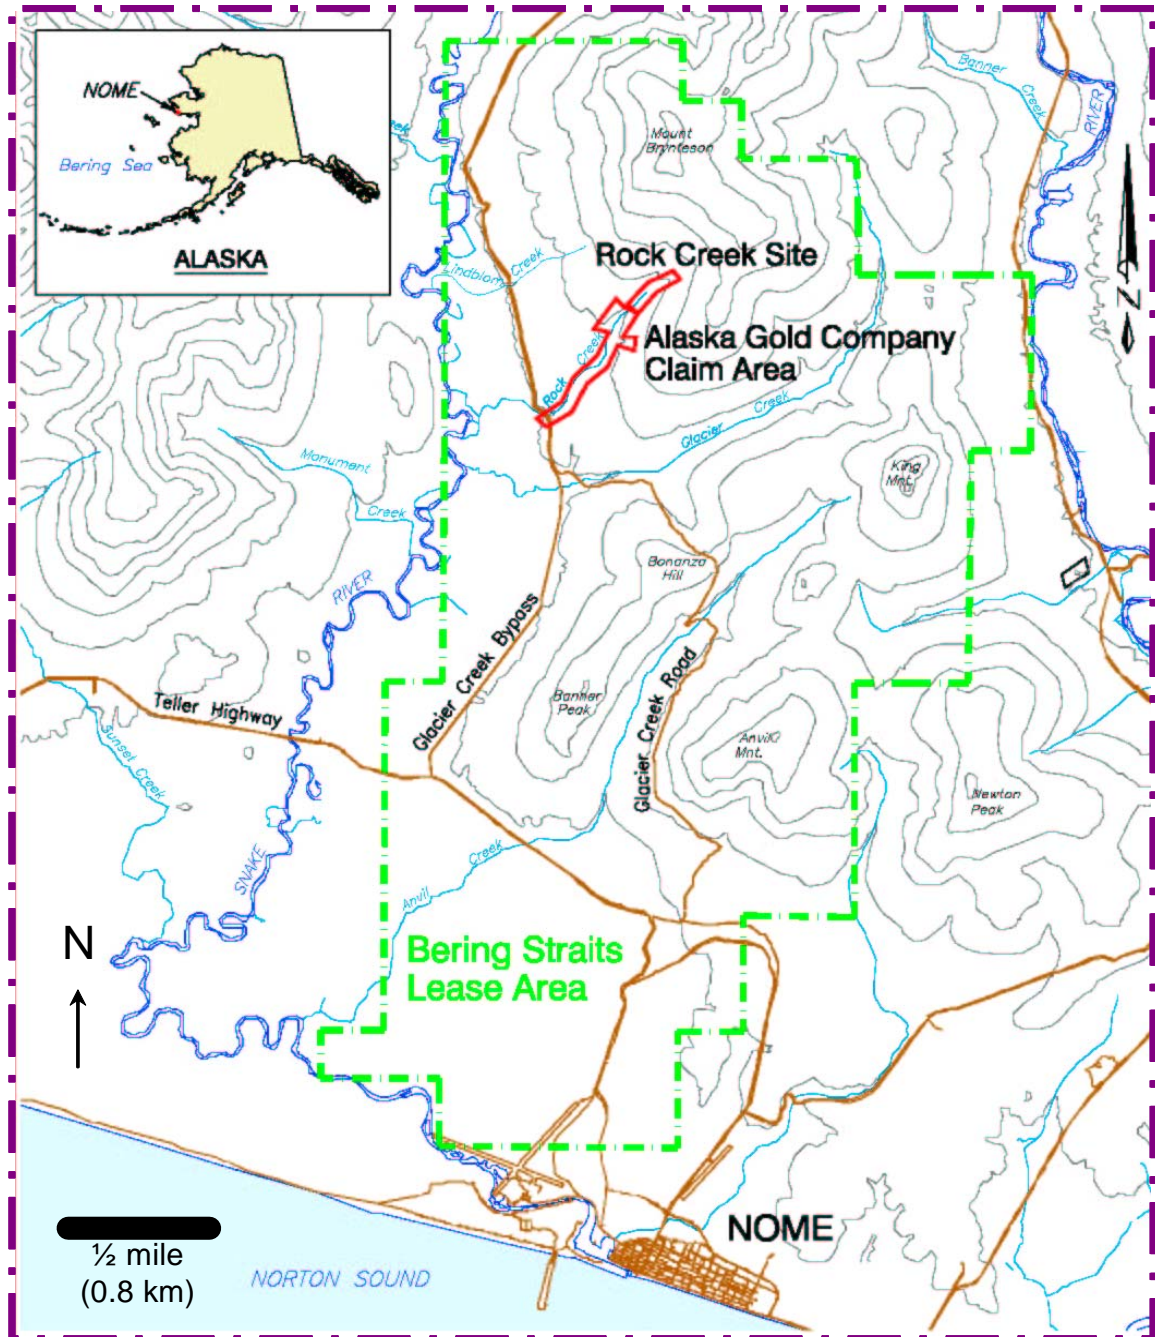 NOME
Bering Sea
ALASKA
Banner
Creek
RIVER
Mount
Brynteson
eek
Lindblom Creek
Rock Creek Site
Alaska Gold Company
Claim Area
Rock Creek
Glacier Creek
N
Monument
Creek
King
Mnt.
Bonanza
Hill
RIVER
Glacier Creek Bypass
Glacier Creek Road
Banner
Peak
Teller Highway
Sunset Creek
Anvil
Mnt.
Newton
Peak
SNAKE
Anvil Creek
N
Bering Straits
Lease Area
NOME
½ mile
(0.8 km)
NORTON SOUND